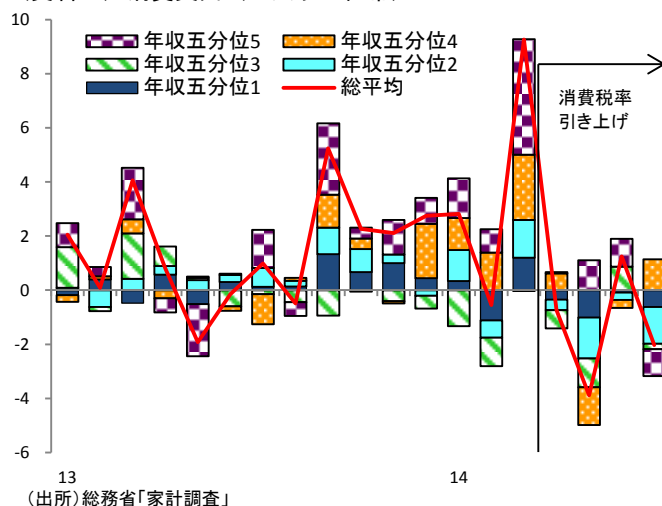 10
8
6
4
2
0
-2
-4
-6
年収五分位5 年収五分位4
年収五分位3 年収五分位2
年収五分位1 総平均
消費税率
引き上げ
13 14
（出所）総務省「家計調査」